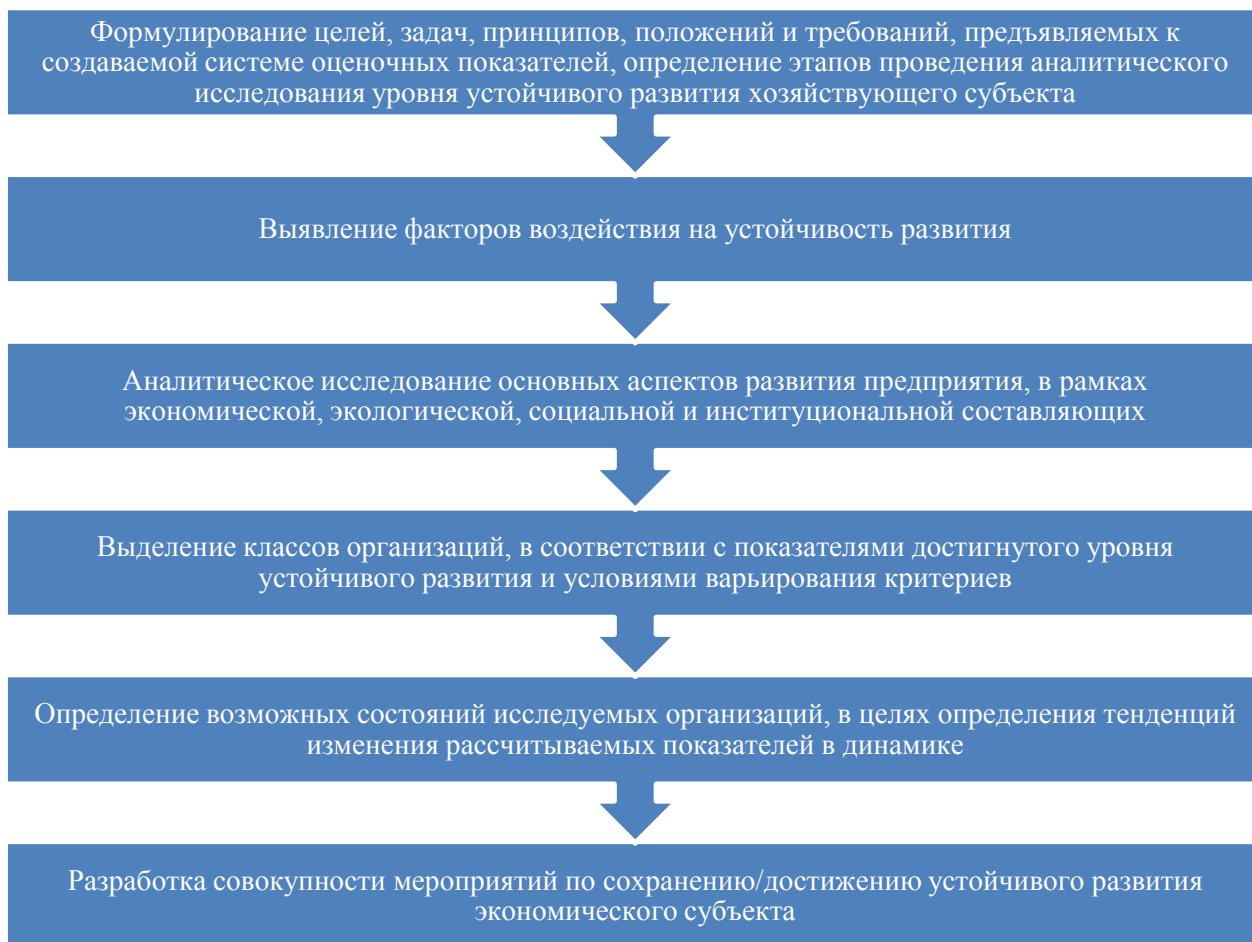 Формулирование целей, задач, принципов, положений и требований, предъявляемых к
создаваемой системе оценочных показателей, определение этапов проведения аналитического
исследования уровня устойчивого развития хозяйствующего субъекта
Выявление факторов воздействия на устойчивость развития
Аналитическое исследование основных аспектов развития предприятия, в рамках
экономической, экологической, социальной и институциональной составляющих
Выделение классов организаций, в соответствии с показателями достигнутого уровня
устойчивого развития и условиями варьирования критериев
Определение возможных состояний исследуемых организаций, в целях определения тенденций
изменения рассчитываемых показателей в динамике
Разработка совокупности мероприятий по сохранению/достижению устойчивого развития
экономического субъекта